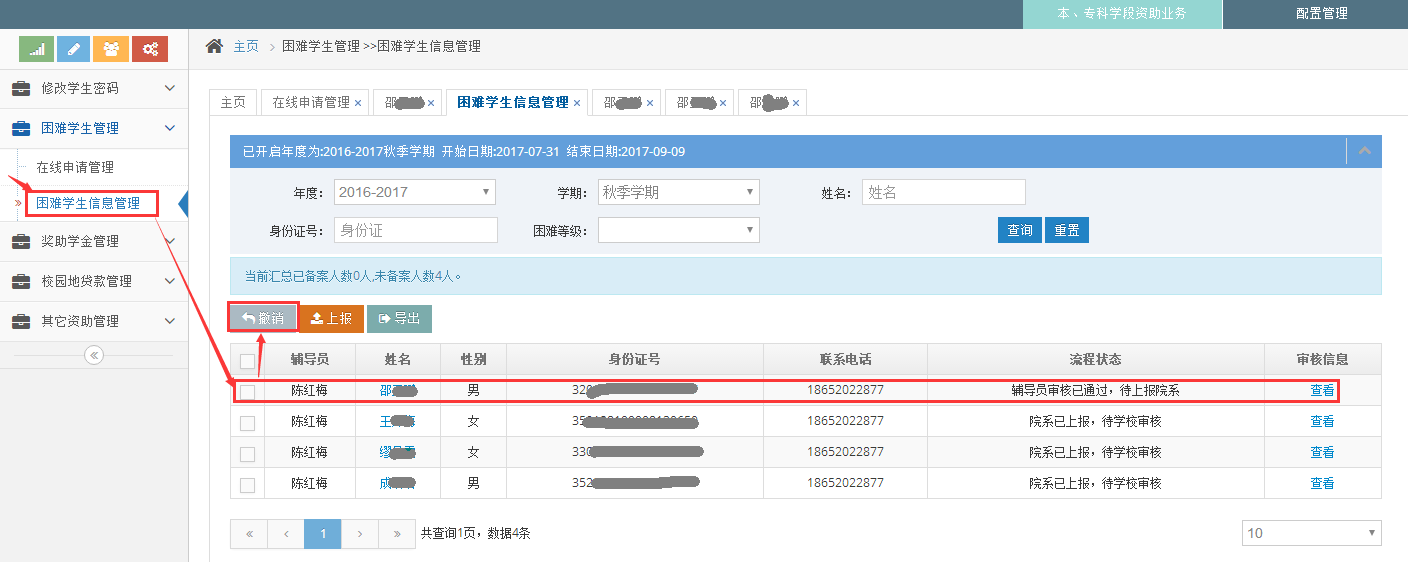 本、专科学段资助业务 配置管理
主页 困难学生管理 >>困难学生信息管理
修改学生密码
困难学生管理
在线申请管理
困难学生信息管理
奖助学金管理
校园地贷款管理
其它资助管理
主页 在线申请管理 × 邵 × 困难学生信息管理 × 邵 × 邵 × 邵 ×
已开启年度为:2016-2017秋季学期 开始日期:2017-07-31 结束日期:2017-09-09
年度: 2016-2017 学期: 秋季学期 姓名: 姓名
身份证号: 身份证 困难等级: 查询 重置
当前汇总已备案人数0人,未备案人数4人。
撤销 上报 导出
辅导员 姓名 性别 身份证号 联系电话 流程状态 审核信息
陈红梅 邵 男 320 18652022877 辅导员审核已通过，待上报院系 查看
陈红梅 王 女 35 18652022877 院系已上报，待学校审核 查看
陈红梅 缪 女 330 18652022877 院系已上报，待学校审核 查看
陈红梅 成 男 352 18652022877 院系已上报，待学校审核 查看
« ‹ 1 › » 共查询1页，数据4条 10